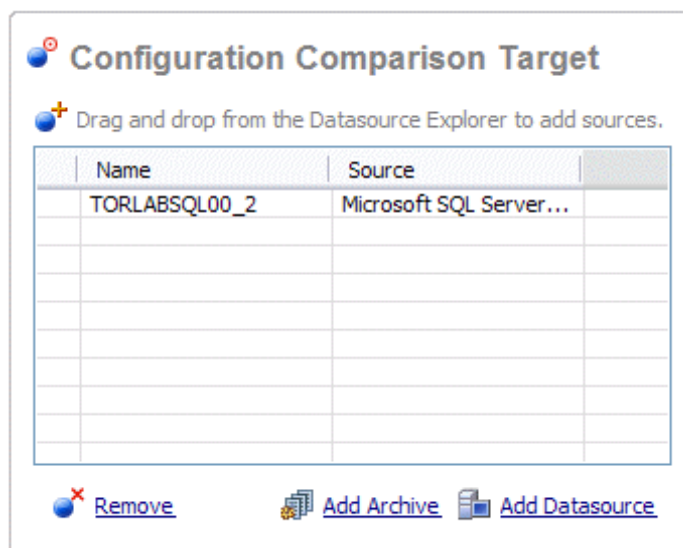 Configuration Comparison Target
Drag and drop from the Datasource Explorer to add sources.
Name Source
TORLABSQL00_2 Microsoft SQL Server...
Remove Add Archive Add Datasource